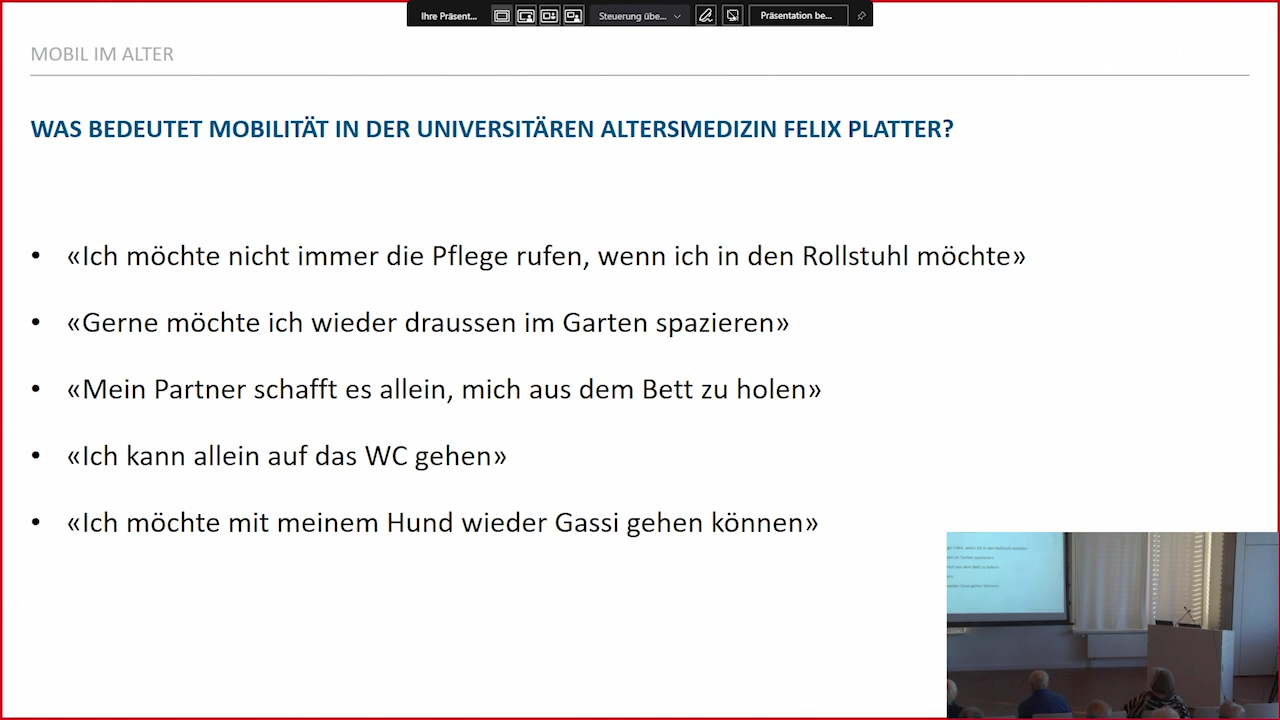 Ihre Präsent...
Steuerung übe...
Präsentation be...
MOBIL IM ALTER
WAS BEDEUTET MOBILITÄT IN DER UNIVERSITÄREN ALTERSMEDIZIN FELIX PLATTER?
• «Ich möchte nicht immer die Pflege rufen, wenn ich in den Rollstuhl möchte»
• «Gerne möchte ich wieder draussen im Garten spazieren»
• «Mein Partner schafft es allein, mich aus dem Bett zu holen»
• «Ich kann allein auf das WC gehen»
• «Ich möchte mit meinem Hund wieder Gassi gehen können»